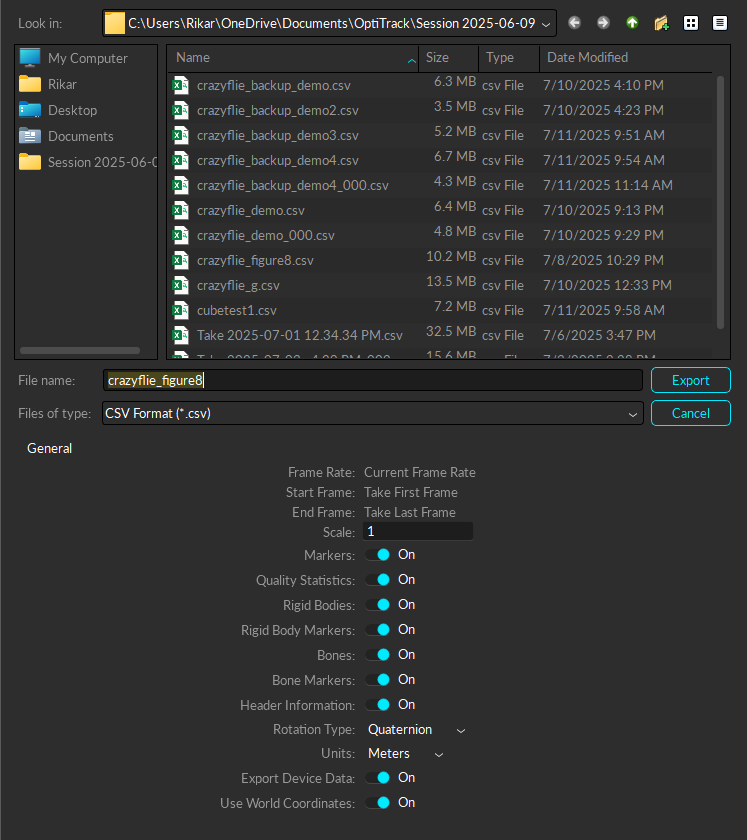 Look in: C:\Users\Rikar\OneDrive\Documents\OptiTrack\Session 2025-06-09
My Computer
Rikar
Desktop
Documents
Session 2025-06-0
Name Size Type Date Modified
crazyflie_backup_demo.csv 6.3 MB csv File 7/10/2025 4:10 PM
crazyflie_backup_demo2.csv 3.5 MB csv File 7/10/2025 4:23 PM
crazyflie_backup_demo3.csv 5.2 MB csv File 7/11/2025 9:51 AM
crazyflie_backup_demo4.csv 6.7 MB csv File 7/11/2025 9:54 AM
crazyflie_backup_demo4_000.csv 4.3 MB csv File 7/11/2025 11:14 AM
crazyflie_demo.csv 6.4 MB csv File 7/10/2025 9:13 PM
crazyflie_demo_000.csv 4.8 MB csv File 7/10/2025 9:29 PM
crazyflie_figure8.csv 10.2 MB csv File 7/8/2025 10:29 PM
crazyflie_g.csv 13.5 MB csv File 7/10/2025 12:33 PM
cubetest1.csv 7.2 MB csv File 7/11/2025 9:58 AM
Take 2025-07-01 12.34.34 PM.csv 32.5 MB csv File 7/6/2025 3:47 PM
15.6 MB
File name: crazyflie_figure8 Export
Files of type: CSV Format (*.csv) Cancel
General
Frame Rate: Current Frame Rate
Start Frame: Take First Frame
End Frame: Take Last Frame
Scale: 1
Markers: On
Quality Statistics: On
Rigid Bodies: On
Rigid Body Markers: On
Bones: On
Bone Markers: On
Header Information: On
Rotation Type: Quaternion
Units: Meters
Export Device Data: On
Use World Coordinates: On